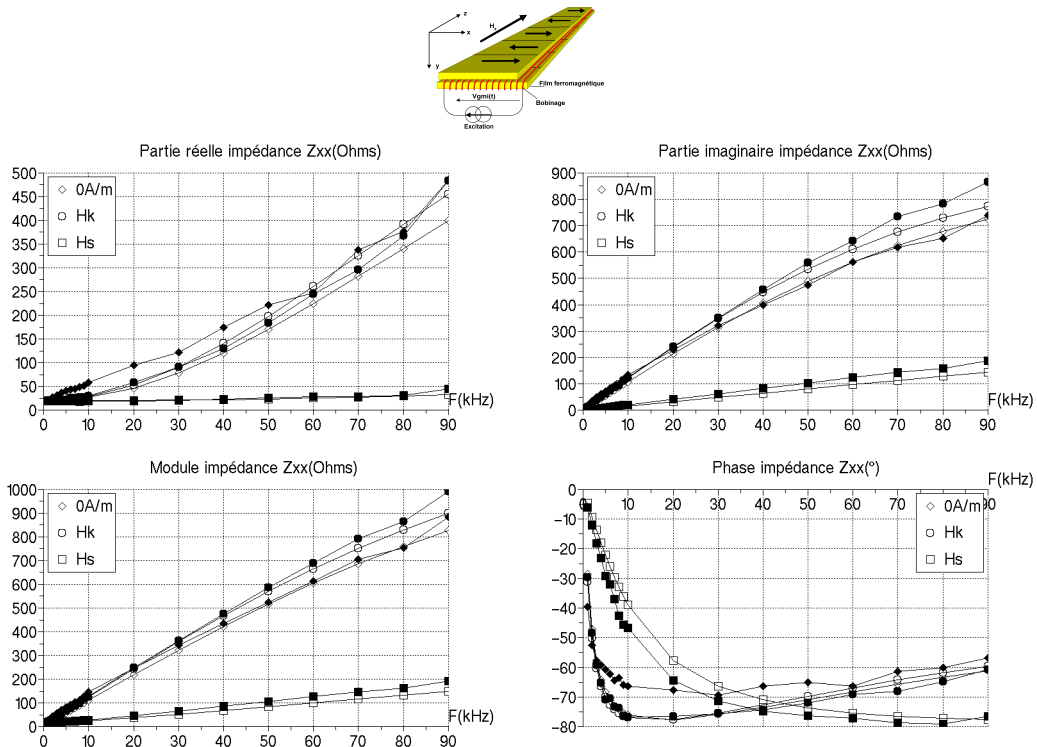 z
x
y
Hs
Film ferromagnétique
Vgmi(t)
Bobinage
Excitation
Partie réelle impédance Zxx(Ohms)
500
450
400
350
300
250
200
150
100
50
0
0A/m
Hk
Hs
F(kHz)
0 10 20 30 40 50 60 70 80 90
Partie imaginaire impédance Zxx(Ohms)
900
800
700
600
500
400
300
200
100
0
0A/m
Hk
Hs
F(kHz)
0 10 20 30 40 50 60 70 80 90
Module impédance Zxx(Ohms)
1000
900
800
700
600
500
400
300
200
100
0
0A/m
Hk
Hs
F(kHz)
0 10 20 30 40 50 60 70 80 90
Phase impédance Zxx(°)
F(kHz)
0 10 20 30 40 50 60 70 80 90
0
−10
−20
−30
−40
−50
−60
−70
−80
0A/m
Hk
Hs